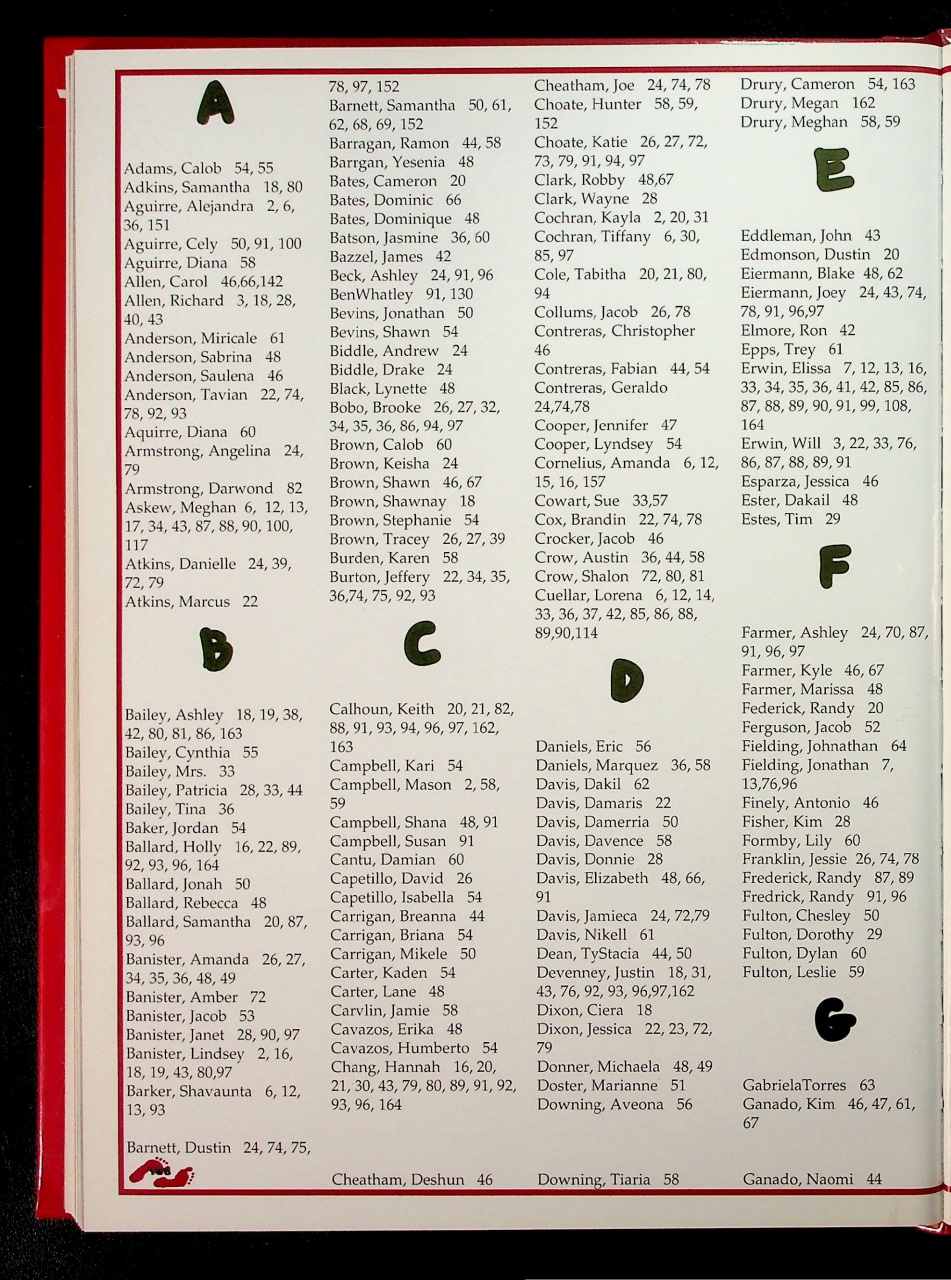 A
Adams, Calob 54, 55
Adkins, Samantha 18, 80
Aguirre, Alejandra 2, 6,
36, 151
Aguirre, Cely 50, 91, 100
Aguirre, Diana 58
Allen, Carol 46,66,142
Allen, Richard 3, 18, 28,
40, 43
Anderson, Miricale 61
Anderson, Sabrina 48
Anderson, Saulena 46
Anderson, Tavian 22, 74,
78, 92, 93
Aquirre, Diana 60
Armstrong, Angelina 24,
79
Armstrong, Darwond 82
Askew, Meghan 6, 12, 13,
17, 34, 43, 87, 88, 90, 100,
117
Atkins, Danielle 24, 39,
72, 79
Atkins, Marcus 22
B
Bailey, Ashley 18, 19, 38,
42, 80, 81, 86, 163
Bailey, Cynthia 55
Bailey, Mrs. 33
Bailey, Patricia 28, 33, 44
Bailey, Tina 36
Baker, Jordan 54
Ballard, Holly 16, 22, 89,
92, 93, 96, 164
Ballard, Jonah 50
Ballard, Rebecca 48
Ballard, Samantha 20, 87,
93, 96
Banister, Amanda 26, 27,
34, 35, 36, 48, 49
Banister, Amber 72
Banister, Jacob 53
Banister, Janet 28, 90, 97
Banister, Lindsey 2, 16,
18, 19, 43, 80,97
Barker, Shavaunta 6, 12,
13, 93
Barnett, Dustin 24, 74, 75,
78, 97, 152
Barnett, Samantha 50, 61,
62, 68, 69, 152
Barragan, Ramon 44, 58
Barrgan, Yesenia 48
Bates, Cameron 20
Bates, Dominic 66
Bates, Dominique 48
Batson, Jasmine 36, 60
Bazzel, James 42
Beck, Ashley 24, 91, 96
BenWhatley 91, 130
Bevins, Jonathan 50
Bevins, Shawn 54
Biddle, Andrew 24
Biddle, Drake 24
Black, Lynette 48
Bobo, Brooke 26, 27, 32,
34, 35, 36, 86, 94, 97
Brown, Calob 60
Brown, Keisha 24
Brown, Shawn 46, 67
Brown, Shawnay 18
Brown, Stephanie 54
Brown, Tracey 26, 27, 39
Burden, Karen 58
Burton, Jeffery 22, 34, 35,
36,74, 75, 92, 93
C
Calhoun, Keith 20, 21, 82,
88, 91, 93, 94, 96, 97, 162,
163
Campbell, Kari 54
Campbell, Mason 2, 58,
59
Campbell, Shana 48, 91
Campbell, Susan 91
Cantu, Damian 60
Capetillo, David 26
Capetillo, Isabella 54
Carrigan, Breanna 44
Carrigan, Briana 54
Carrigan, Mikele 50
Carter, Kaden 54
Carter, Lane 48
Carvlin, Jamie 58
Cavazos, Erika 48
Cavazos, Humberto 54
Chang, Hannah 16, 20,
21, 30, 43, 79, 80, 89, 91, 92,
93, 96, 164
Cheatham, Deshun 46
Cheatham, Joe 24, 74, 78
Choate, Hunter 58, 59,
152
Choate, Katie 26, 27, 72,
73, 79, 91, 94, 97
Clark, Robby 48,67
Clark, Wayne 28
Cochran, Kayla 2, 20, 31
Cochran, Tiffany 6, 30,
85, 97
Cole, Tabitha 20, 21, 80,
94
Collums, Jacob 26, 78
Contreras, Christopher
46
Contreras, Fabian 44, 54
Contreras, Geraldo
24,74,78
Cooper, Jennifer 47
Cooper, Lyndsey 54
Cornelius, Amanda 6, 12,
15, 16, 157
Cowart, Sue 33,57
Cox, Brandin 22, 74, 78
Crocker, Jacob 46
Crow, Austin 36, 44, 58
Crow, Shalon 72, 80, 81
Cuellar, Lorena 6, 12, 14,
33, 36, 37, 42, 85, 86, 88,
89,90,114
D
Daniels, Eric 56
Daniels, Marquez 36, 58
Davis, Dakil 62
Davis, Damaris 22
Davis, Damerria 50
Davis, Davence 58
Davis, Donnie 28
Davis, Elizabeth 48, 66,
91
Davis, Jamieca 24, 72,79
Davis, Nikell 61
Dean, TyStacia 44, 50
Devenney, Justin 18, 31,
43, 76, 92, 93, 96,97,162
Dixon, Ciera 18
Dixon, Jessica 22, 23, 72,
79
Donner, Michaela 48, 49
Doster, Marianne 51
Downing, Aveona 56
Downing, Tiaria 58
Drury, Cameron 54, 163
Drury, Megan 162
Drury, Meghan 58, 59
E
Eddleman, John 43
Edmonson, Dustin 20
Eiermann, Blake 48, 62
Eiermann, Joey 24, 43, 74,
78, 91, 96,97
Elmore, Ron 42
Epps, Trey 61
Erwin, Elissa 7, 12, 13, 16,
33, 34, 35, 36, 41, 42, 85, 86,
87, 88, 89, 90, 91, 99, 108,
164
Erwin, Will 3, 22, 33, 76,
86, 87, 88, 89, 91
Esparza, Jessica 46
Ester, Dakail 48
Estes, Tim 29
F
Farmer, Ashley 24, 70, 87,
91, 96, 97
Farmer, Kyle 46, 67
Farmer, Marissa 48
Federick, Randy 20
Ferguson, Jacob 52
Fielding, Johnathan 64
Fielding, Jonathan 7,
13,76,96
Finely, Antonio 46
Fisher, Kim 28
Formby, Lily 60
Franklin, Jessie 26, 74, 78
Frederick, Randy 87, 89
Fredrick, Randy 91, 96
Fulton, Chesley 50
Fulton, Dorothy 29
Fulton, Dylan 60
Fulton, Leslie 59
G
GabrielaTorres 63
Ganado, Kim 46, 47, 61,
67
Ganado, Naomi 44